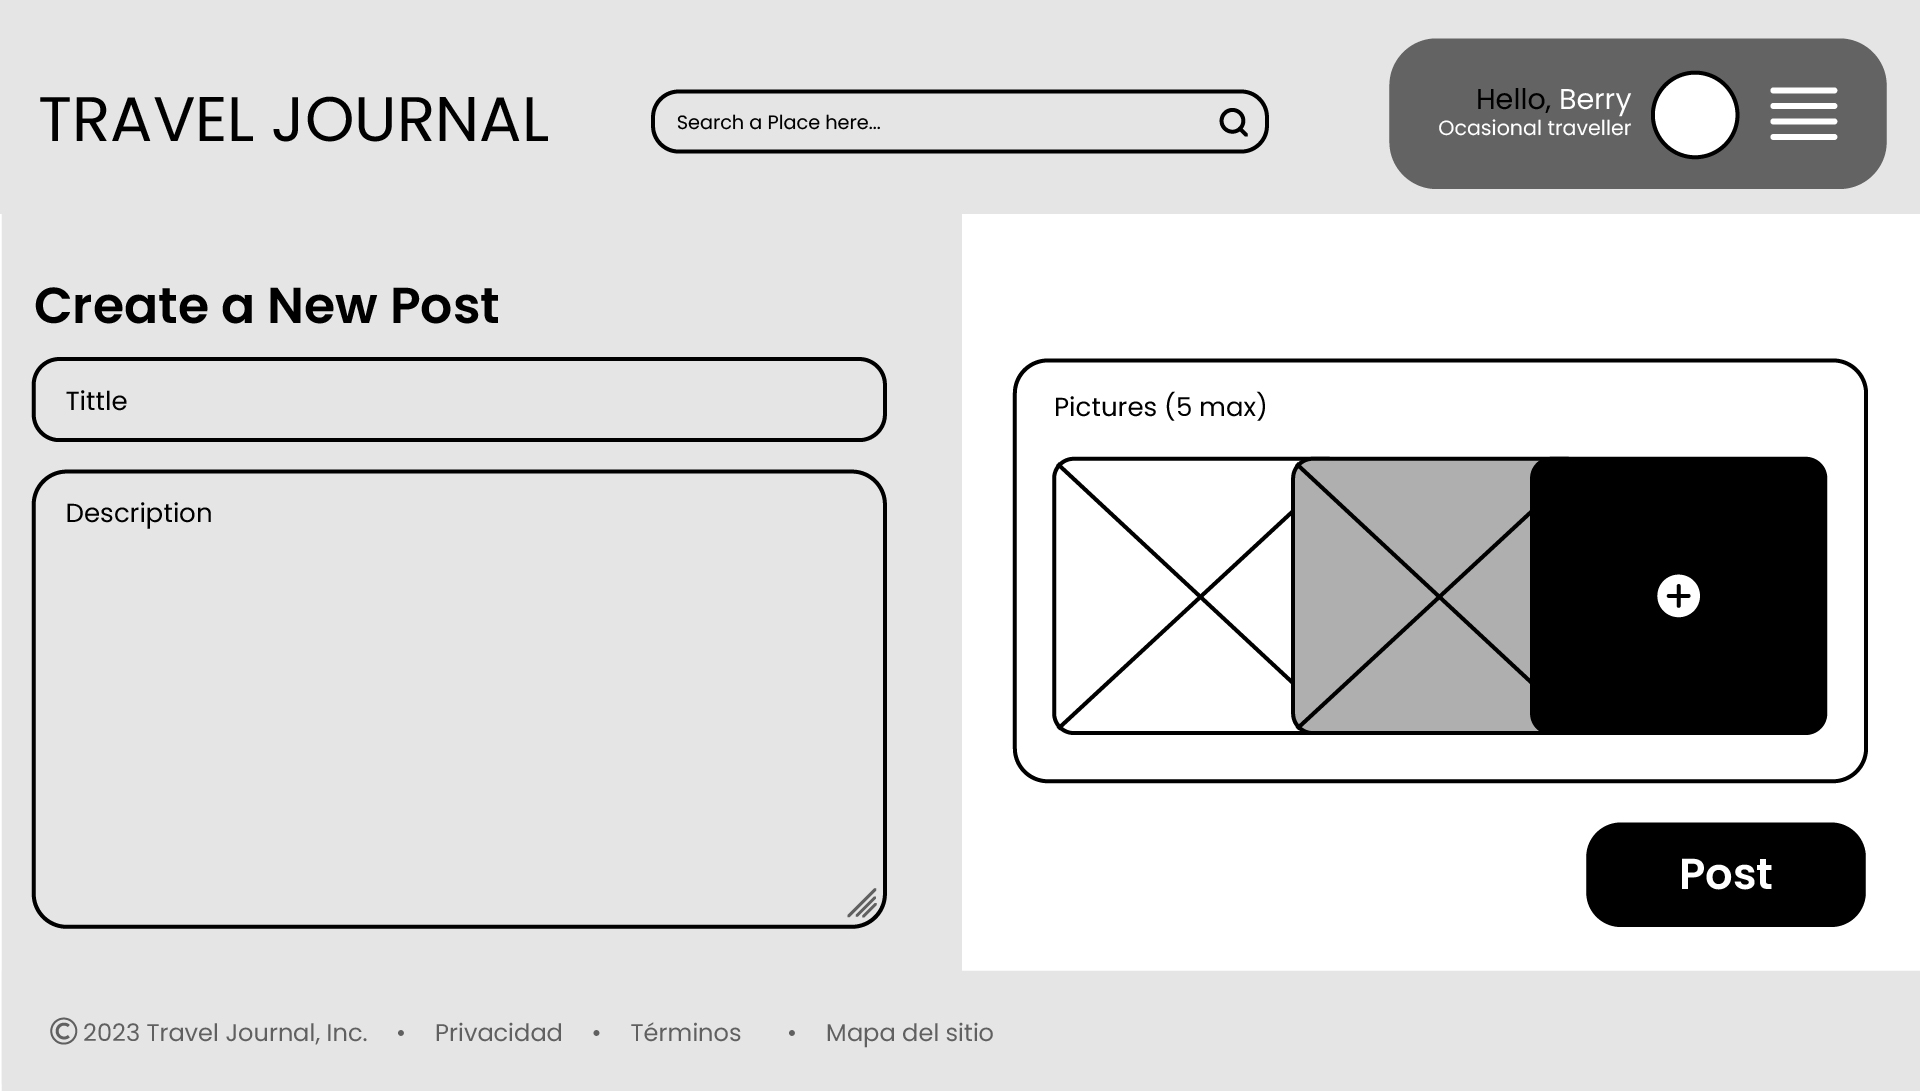 TRAVEL JOURNAL
Search a Place here...
Hello, Berry
Ocasional traveller
Create a New Post
Tittle
Description
Pictures (5 max)
Post
© 2023 Travel Journal, Inc. • Privacidad • Términos • Mapa del sitio